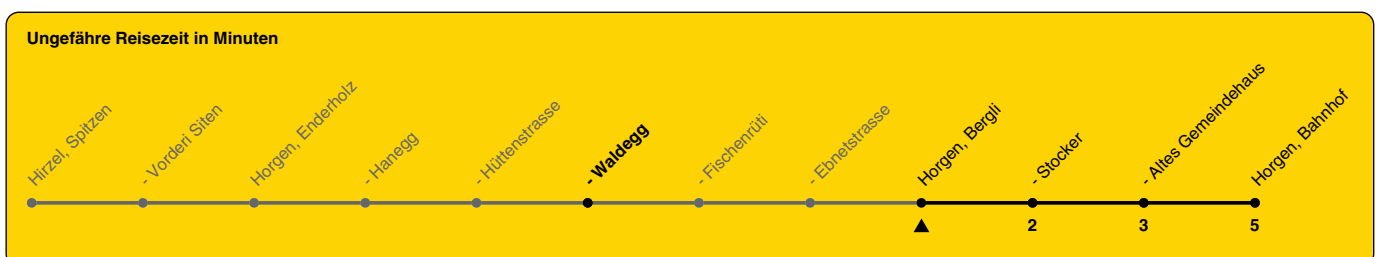 Ungefähre Reisezeit in Minuten
Hirzel, Spitzen
- Vorderi Siten
Horgen, Enderholz
- Hanegg
- Hüttenstrasse
- Waldegg
- Fischenrüti
- Ebnetstrasse
Horgen, Bergli
- Stocker
- Altes Gemeindehaus
Horgen, Bahnhof
2 3 5